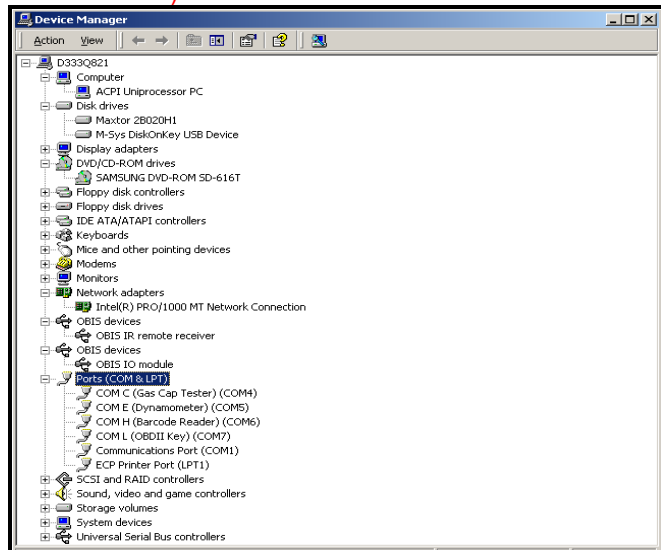 Device Manager
Action View
D333Q821
Computer
ACPI Uniprocessor PC
Disk drives
Maxtor 2B020H1
M-Sys DiskOnKey USB Device
Display adapters
DVD/CD-ROM drives
SAMSUNG DVD-ROM SD-616T
Floppy disk controllers
Floppy disk drives
IDE ATA/ATAPI controllers
Keyboards
Mice and other pointing devices
Modems
Monitors
Network adapters
Intel(R) PRO/1000 MT Network Connection
OBIS devices
OBIS IR remote receiver
OBIS devices
OBIS IO module
Ports (COM & LPT)
COM C (Gas Cap Tester) (COM4)
COM E (Dynamometer) (COM5)
COM H (Barcode Reader) (COM6)
COM L (OBDII Key) (COM7)
Communications Port (COM1)
ECP Printer Port (LPT1)
SCSI and RAID controllers
Sound, video and game controllers
Storage volumes
System devices
Universal Serial Bus controllers